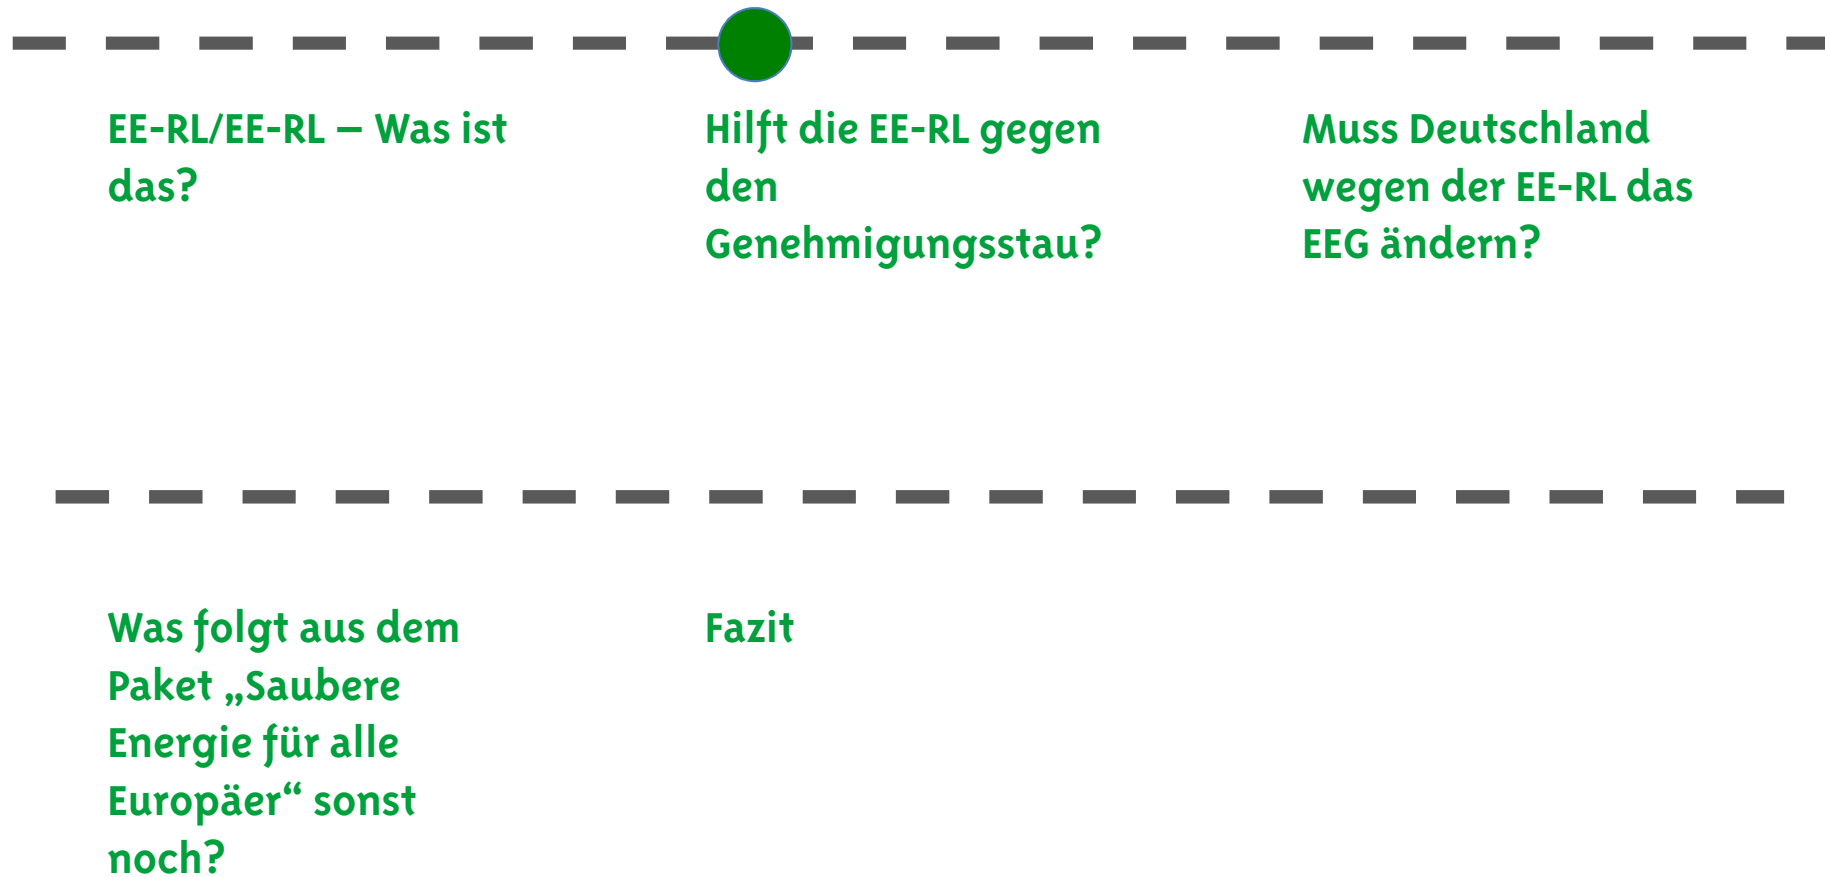 EE-RL/EE-RL – Was ist
das?
Hilft die EE-RL gegen
den
Genehmigungsstau?
Muss Deutschland
wegen der EE-RL das
EEG ändern?
Was folgt aus dem
Paket „Saubere
Energie für alle
Europäer“ sonst
noch?
Fazit